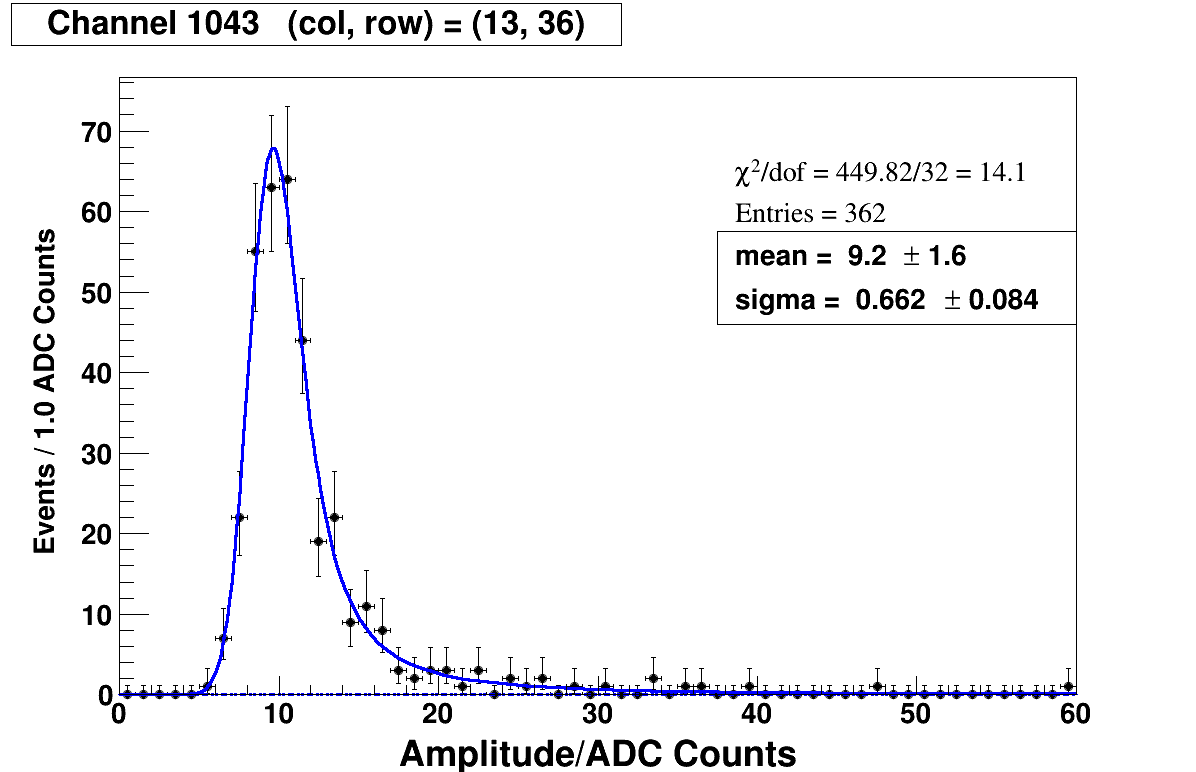 Channel 1043 (col, row) = (13, 36)
χ²/dof = 449.82/32 = 14.1
Entries = 362
mean = 9.2 ± 1.6
sigma = 0.662 ± 0.084
Events / 1.0 ADC Counts
70
60
50
40
30
20
10
0
0 10 20 30 40 50 60
Amplitude/ADC Counts